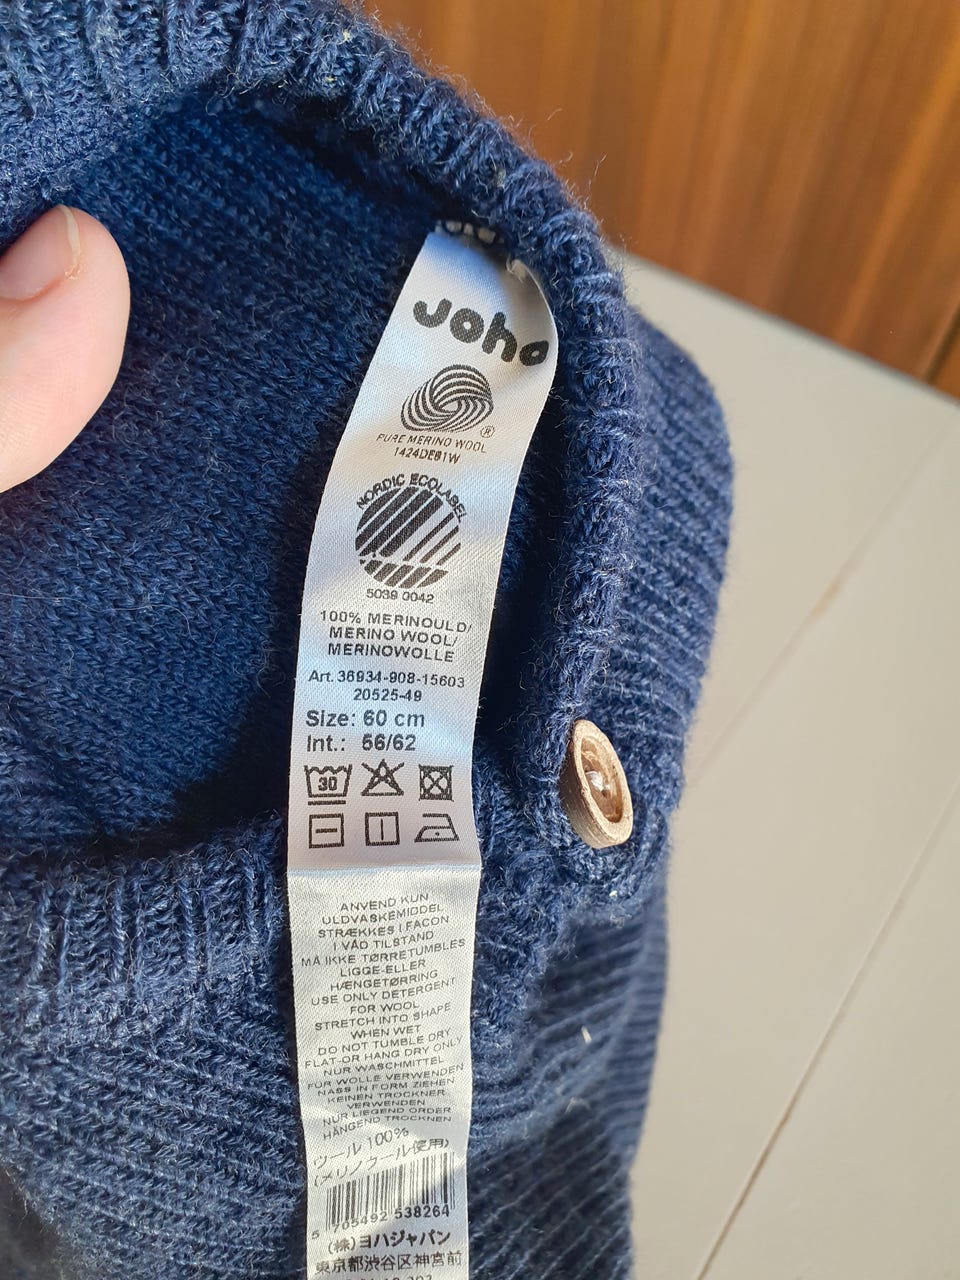 Joha
PURE MERINO WOOL
1424DE81W
NORDIC ECOLABEL
5039 0042
100% MERINOULD/
MERINO WOOL/
MERINOWOLLE
Art. 36934-908-15603
20525-49
Size: 60 cm
Int.: 56/62
30
ANVEND KUN
ULDVASKEMIDDEL
STRÆKKES I FACON
I VÅD TILSTAND
MÅ IKKE TØRRETUMBLES
LIGGE-ELLER
HÆNGETØRRING
USE ONLY DETERGENT
FOR WOOL
STRETCH INTO SHAPE
WHEN WET
DO NOT TUMBLE DRY
FLAT-OR HANG DRY ONLY
NUR WASCHMITTEL
FÜR WOLLE VERWENDEN
NASS IN FORM ZIEHEN
KEINEN TROCKNER
VERWENDEN
NUR LIEGEND ORDER
HÄNGEND TROCKNEN
ウール 100%
(メリノウール使用)
5 705492 538264
(株)ヨハジャパン
東京都渋谷区神宮前